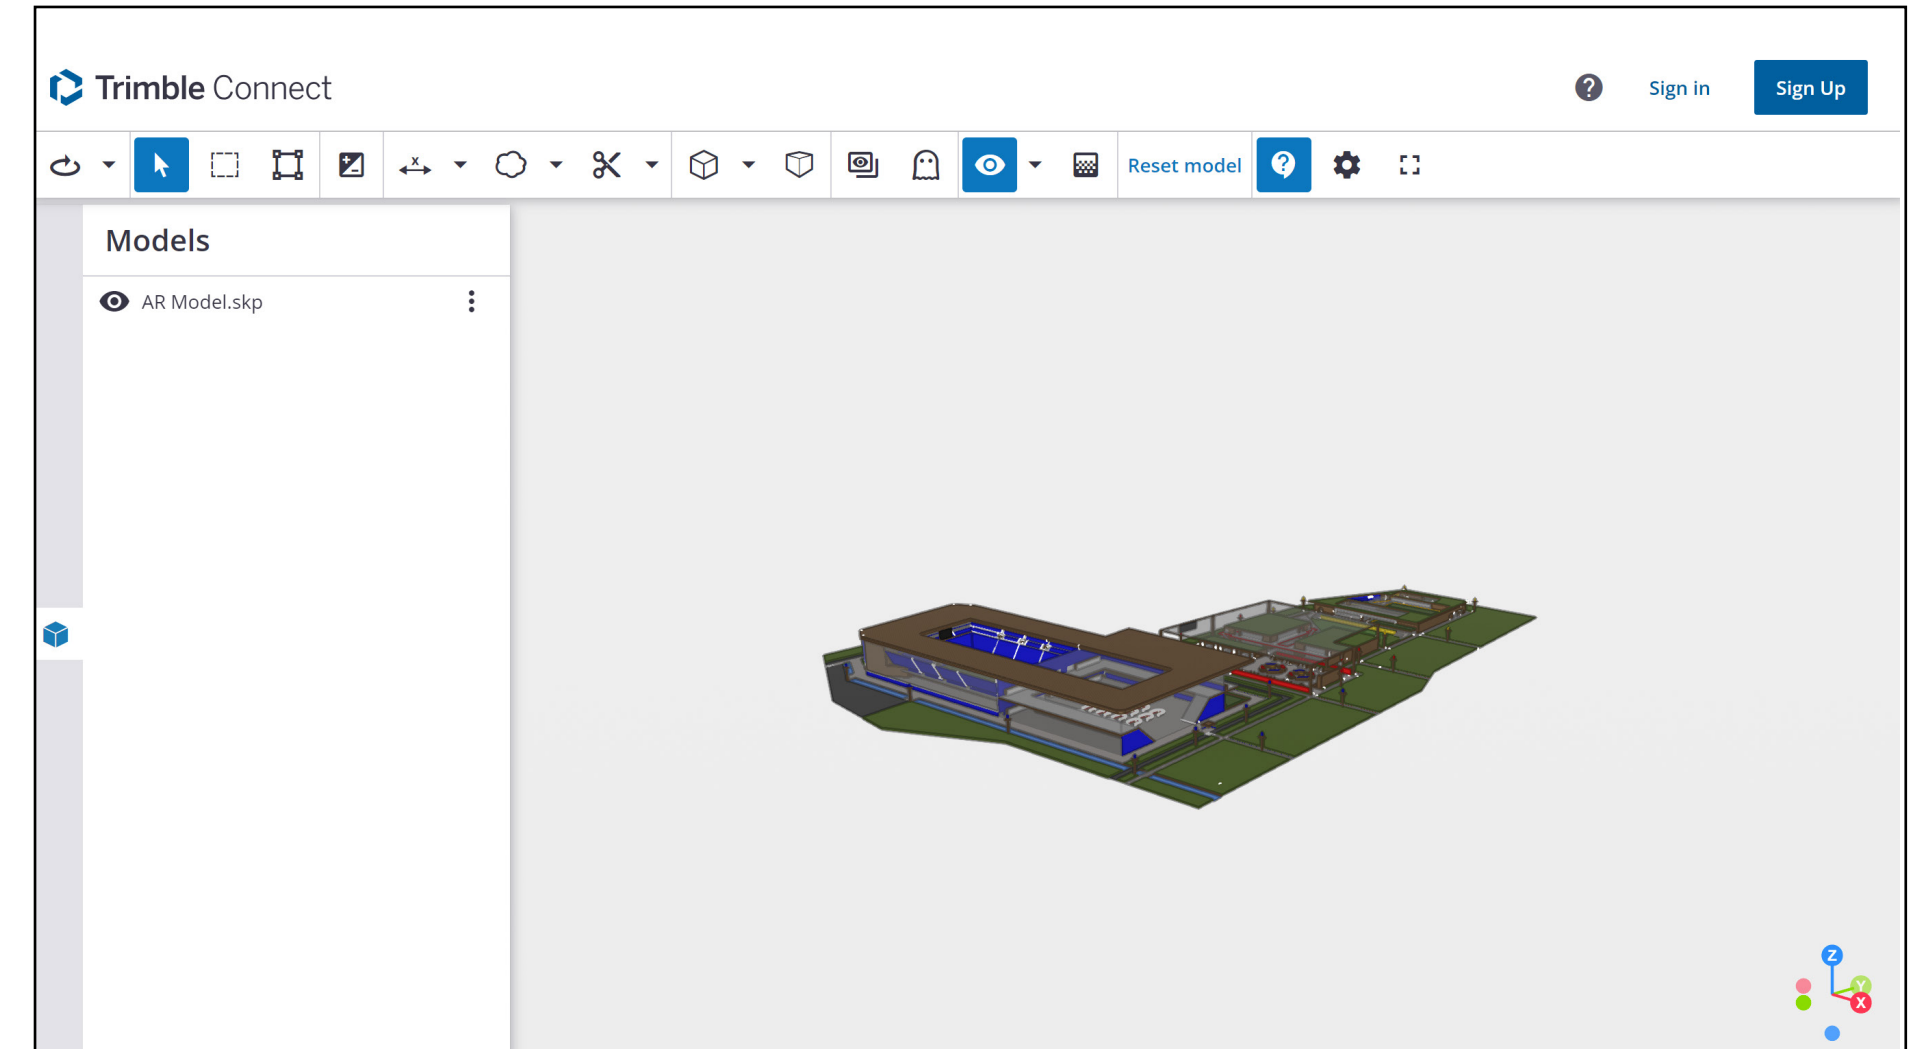 Trimble Connect
? Sign in Sign Up
x Reset model ?
Models
AR Model.skp
Z
Y
X